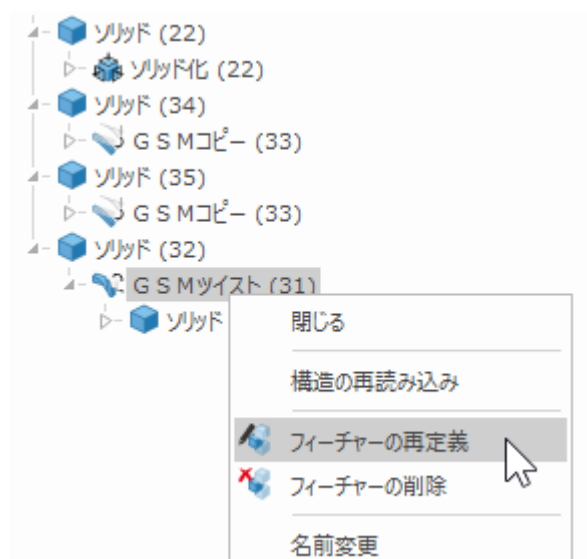 ソリッド (22)
ソリッド化 (22)
ソリッド (34)
ＧＳＭコピー (33)
ソリッド (35)
ＧＳＭコピー (33)
ソリッド (32)
ＧＳＭツイスト (31)
ソリッド
閉じる
構造の再読み込み
フィーチャーの再定義
フィーチャーの削除
名前変更